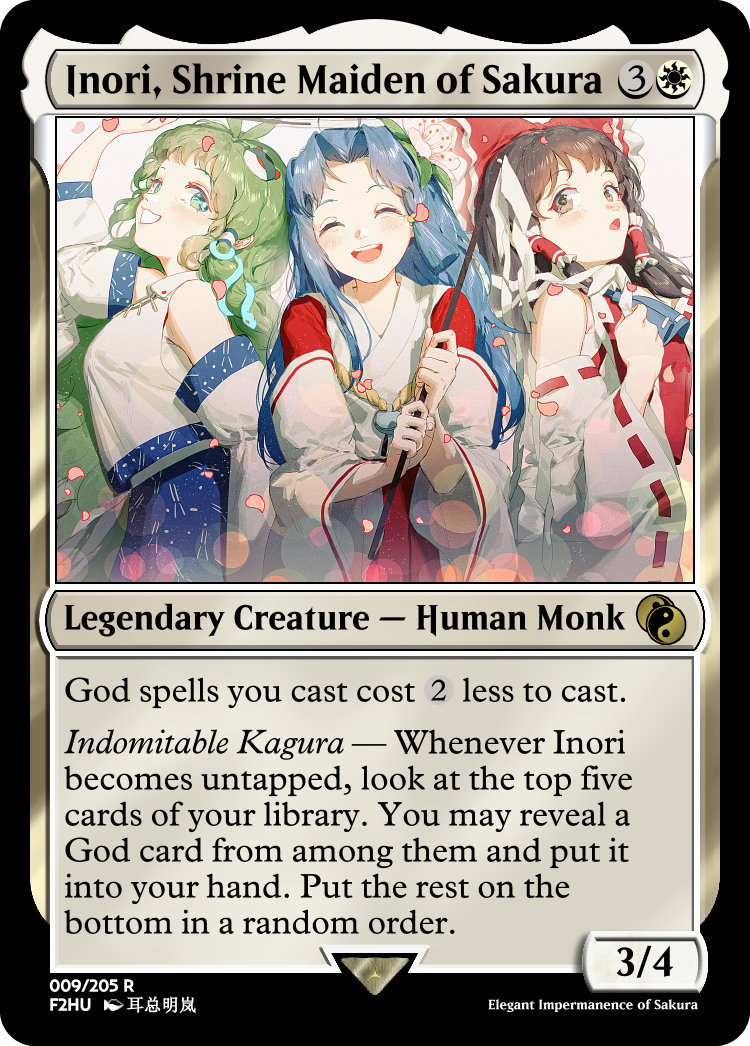 Inori, Shrine Maiden of Sakura 3
Legendary Creature — Human Monk
God spells you cast cost 2 less to cast.
Indomitable Kagura — Whenever Inori
becomes untapped, look at the top five
cards of your library. You may reveal a
God card from among them and put it
into your hand. Put the rest on the
bottom in a random order.
3/4
009/205 R
F2HU 耳总明岚
Elegant Impermanence of Sakura